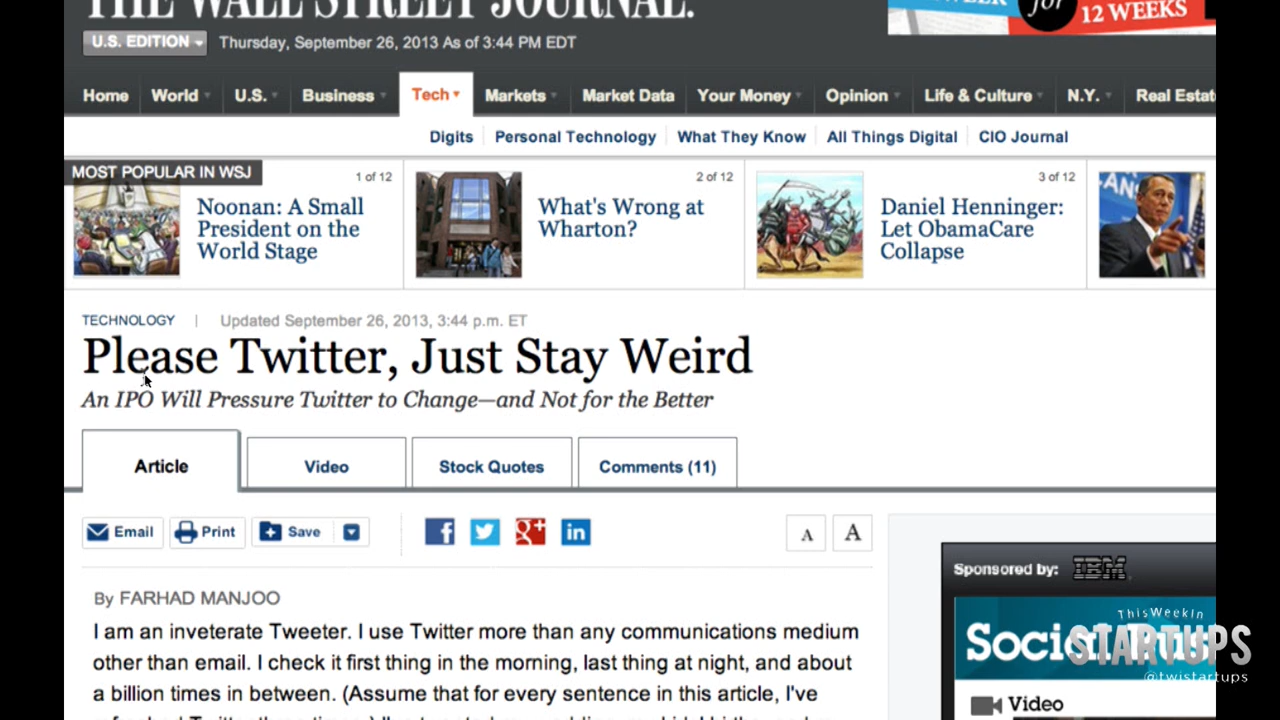 THE WALL STREET JOURNAL.
for
12 WEEKS
U.S. EDITION
Thursday, September 26, 2013 As of 3:44 PM EDT
Home World U.S. Business Tech Markets Market Data Your Money Opinion Life & Culture N.Y. Real Estat
Digits Personal Technology What They Know All Things Digital CIO Journal
MOST POPULAR IN WSJ
1 of 12
Noonan: A Small
President on the
World Stage
2 of 12
What's Wrong at
Wharton?
3 of 12
Daniel Henninger:
Let ObamaCare
Collapse
TECHNOLOGY | Updated September 26, 2013, 3:44 p.m. ET
Please Twitter, Just Stay Weird
An IPO Will Pressure Twitter to Change—and Not for the Better
Article Video Stock Quotes Comments (11)
Email Print Save
A A
By FARHAD MANJOO
I am an inveterate Tweeter. I use Twitter more than any communications medium
other than email. I check it first thing in the morning, last thing at night, and about
a billion times in between. (Assume that for every sentence in this article, I've
Sponsored by: IBM
ThisWeekIn
STARTUPS
@twistartups
Video